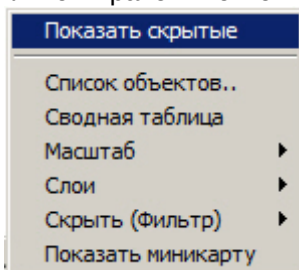 Показать скрытые
Список объектов..
Сводная таблица
Масштаб
Слои
Скрыть (Фильтр)
Показать миникарту